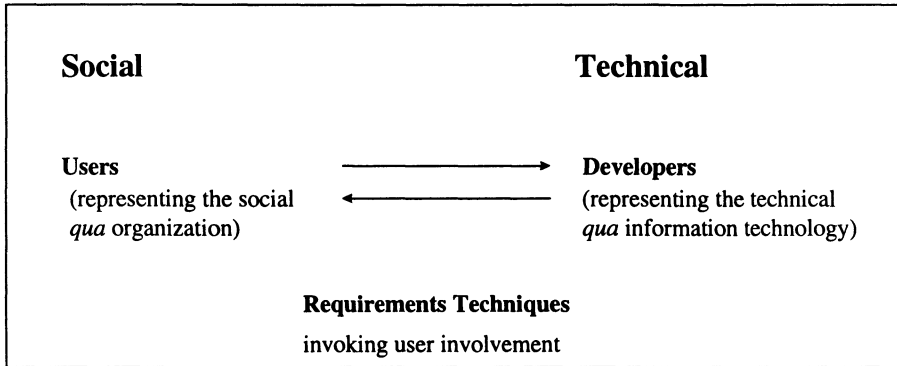 Social
Technical
Users
(representing the social
qua organization)
Developers
(representing the technical
qua information technology)
Requirements Techniques
invoking user involvement